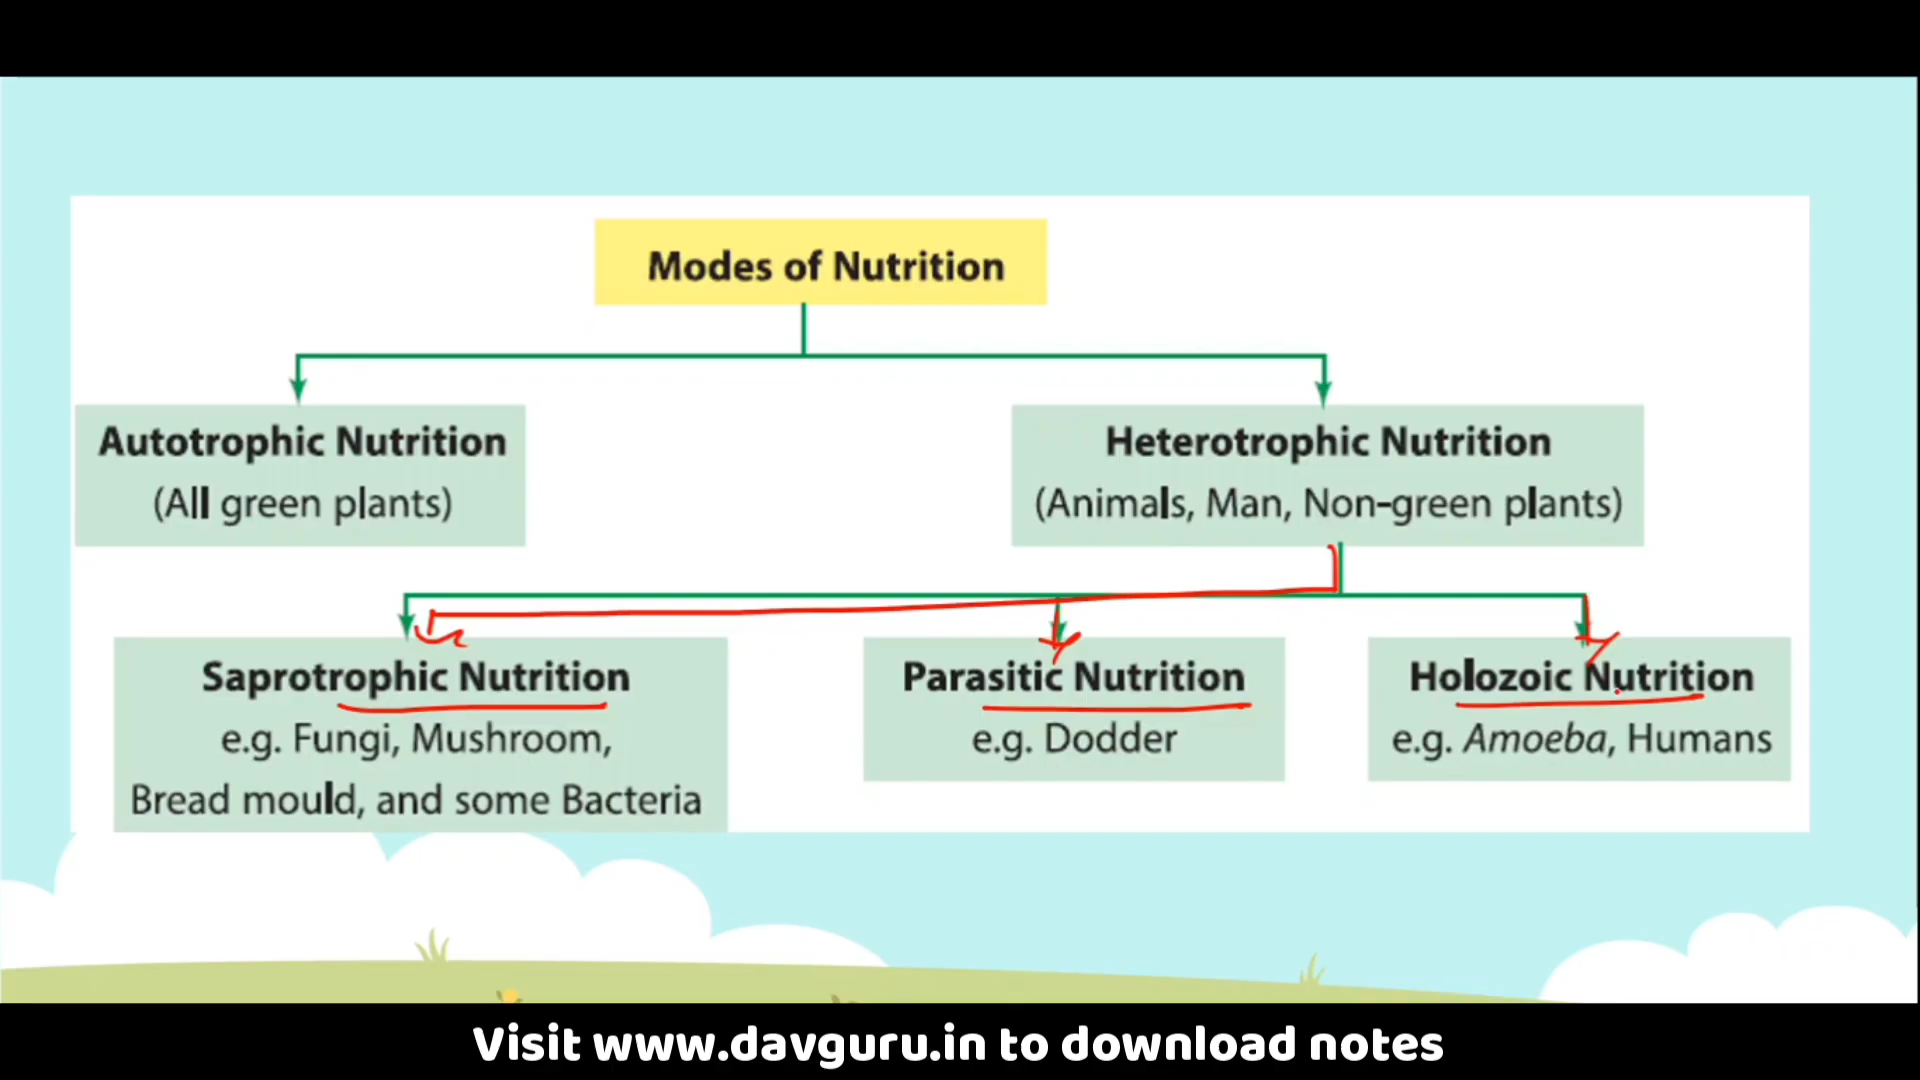 Modes of Nutrition
Autotrophic Nutrition
(All green plants)
Heterotrophic Nutrition
(Animals, Man, Non-green plants)
Saprotrophic Nutrition
e.g. Fungi, Mushroom,
Bread mould, and some Bacteria
Parasitic Nutrition
e.g. Dodder
Holozoic Nutrition
e.g. Amoeba, Humans
Visit www.davguru.in to download notes